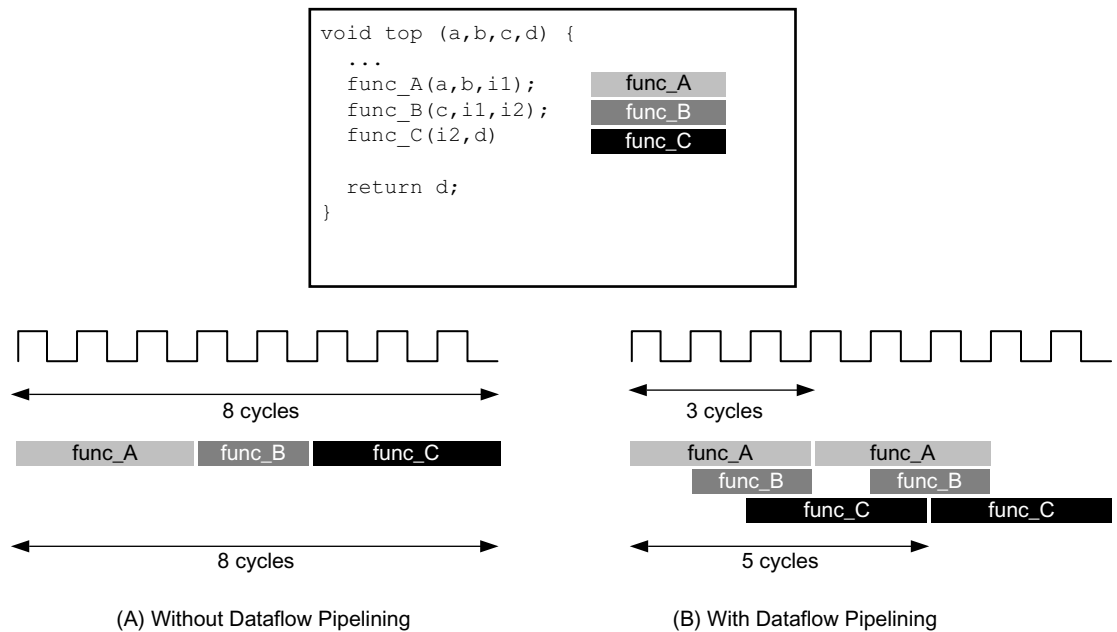 void top (a,b,c,d) {
...
func_A(a,b,i1);
func_B(c,i1,i2);
func_C(i2,d)
return d;
}
func_A
func_B
func_C
8 cycles
func_A func_B func_C
8 cycles
(A) Without Dataflow Pipelining
3 cycles
func_A func_A
func_B func_B
func_C func_C
5 cycles
(B) With Dataflow Pipelining